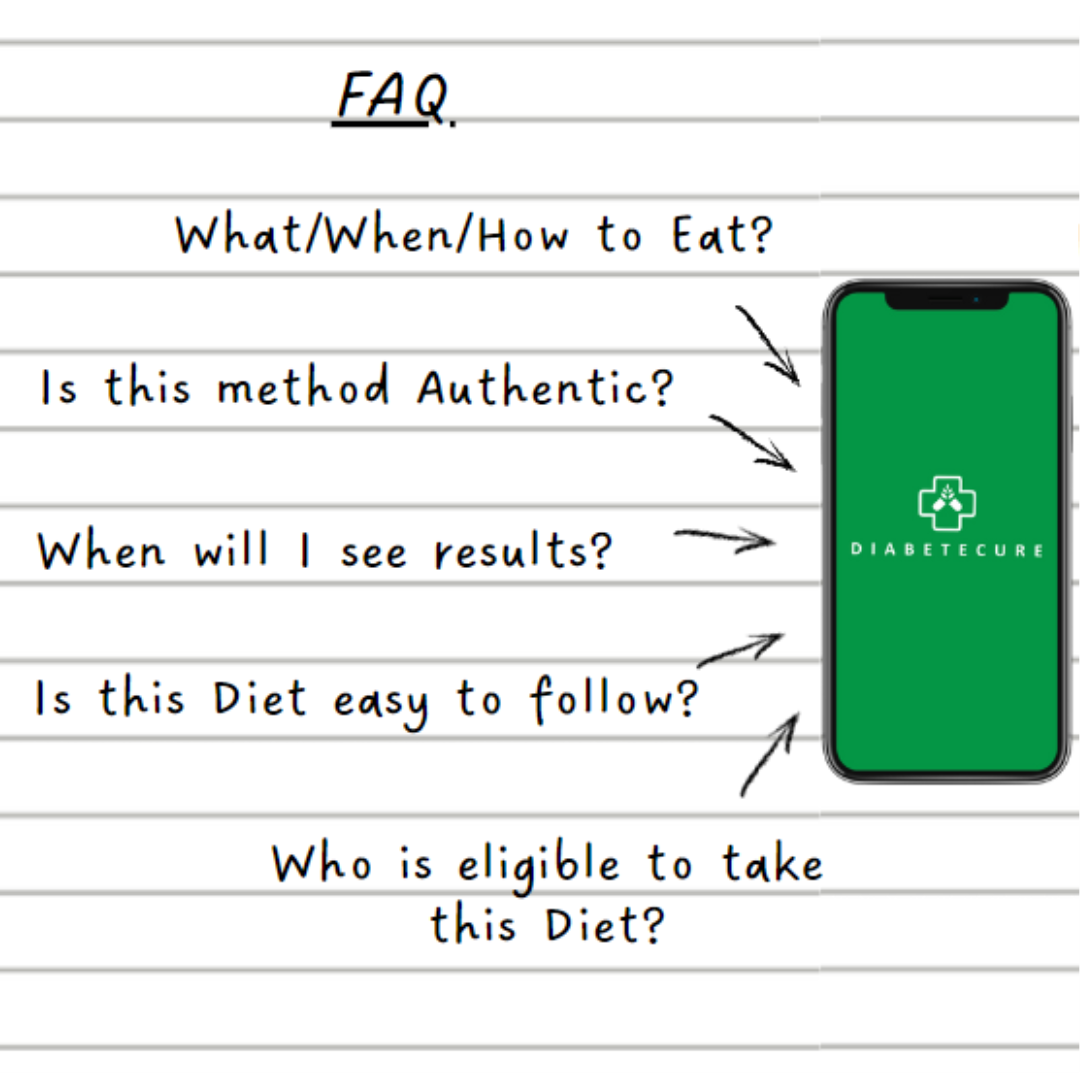 FAQ.
What/When/How to Eat?
Is this method Authentic?
When will I see results?
DIABETECURE
Is this Diet easy to follow?
Who is eligible to take
this Diet?